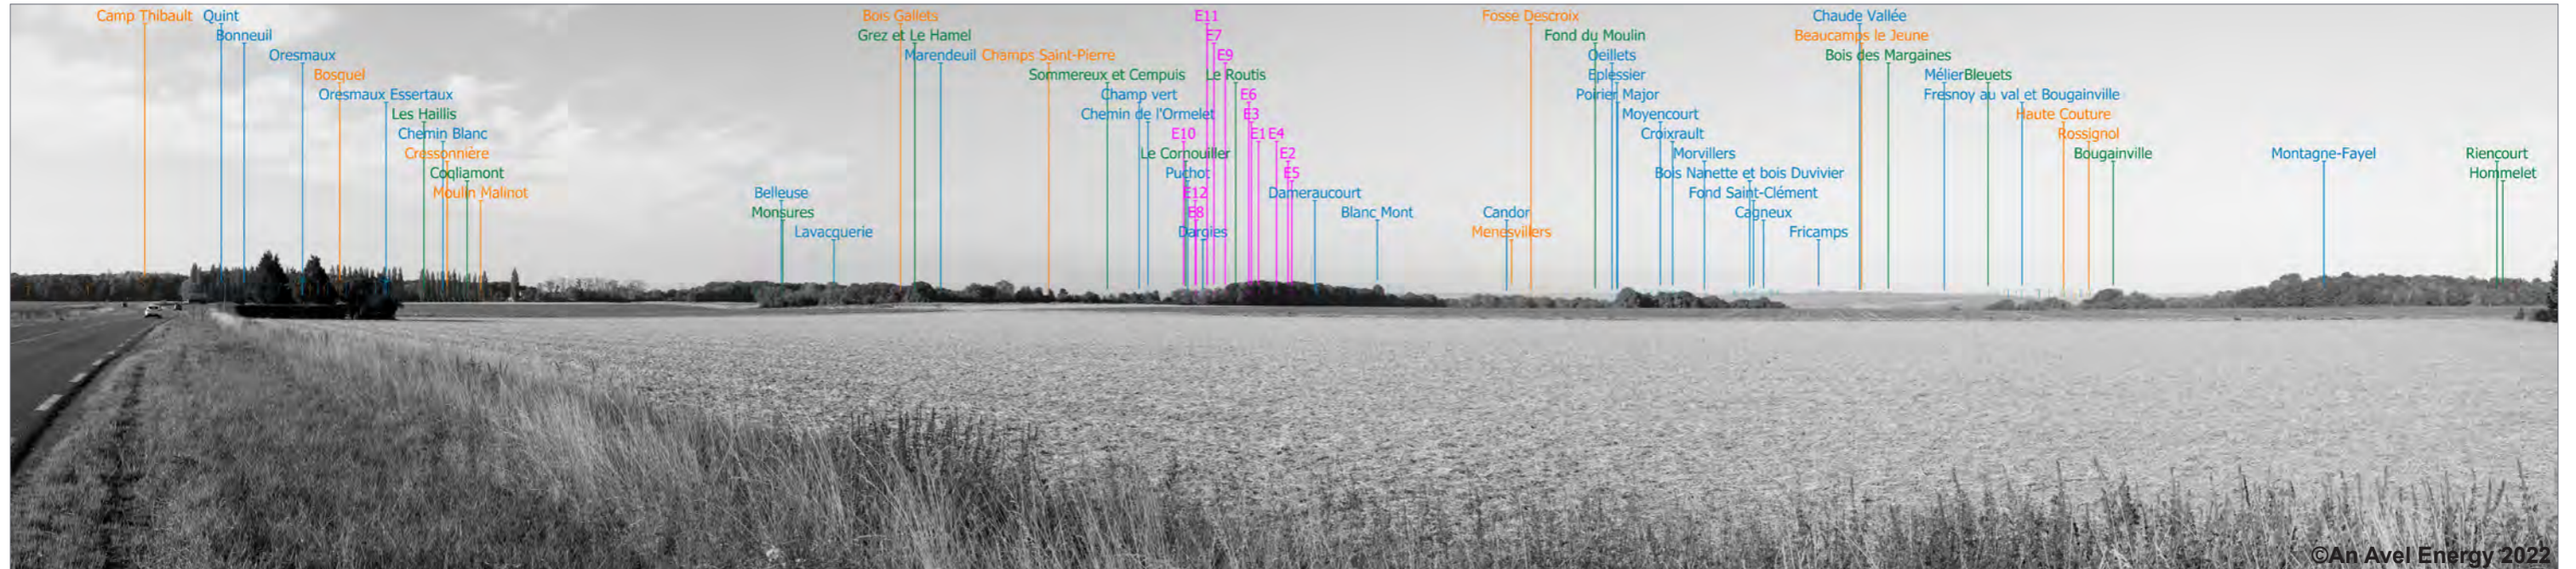 Camp Thibault Quint Bois Gallets E11 Fosse Descroix Chaude Vallée
Bonneuil Grez et Le Hamel E7 Fond du Moulin Beaucamps le Jeune
Oresmaux Marendeuil Champs Saint-Pierre E9 Oeillets Bois des Margaines
Bosquel Sommereux et Cempuis Le Routis Eplessier Mélier Bleuets
Oresmaux Essertaux Champ vert E6 Poirier Major Fresnoy au val et Bougainville
Les Haillis Chemin de l'Ormelet E3 Moyencourt Haute Couture
Chemin Blanc E10 E1 E4 Croixrault Rossignol
Cressonnière Le Cornouiller E2 Morvillers Bougainville Montagne-Fayel Riencourt
Coqliamont Puchot E5 Bois Nanette et bois Duvivier Hommelet
Moulin Malinot Belleuse E12 Dameraucourt Fond Saint-Clément
Monsures E8 Blanc Mont Candor Cagneux
Lavacquerie Dargies Menesvillers Fricamps
©An Avel Energy 2022